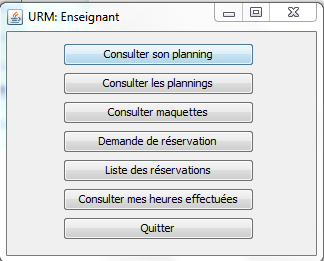 URM: Enseignant
Consulter son planning
Consulter les plannings
Consulter maquettes
Demande de réservation
Liste des réservations
Consulter mes heures effectuées
Quitter